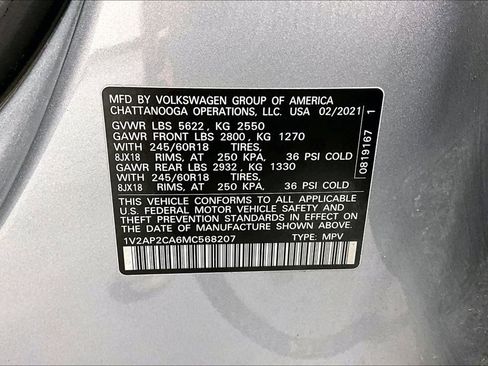 MFD BY VOLKSWAGEN GROUP OF AMERICA
CHATTANOOGA OPERATIONS, LLC. USA 02/2021
GVWR LBS 5622, KG 2550
GAWR FRONT LBS 2800, KG 1270
WITH 245/60R18
8JX18 RIMS, AT 250 KPA, 36 PSI COLD
GAWR REAR LBS 2932, KG 1330
WITH 245/60R18
8JX18 RIMS, AT 250 KPA, 36 PSI COLD
THIS VEHICLE CONFORMS TO ALL APPLICABLE
U.S. FEDERAL MOTOR VEHICLE SAFETY AND
THEFT PREVENTION STANDARDS IN EFFECT ON
THE DATE OF MANUFACTURE SHOWN ABOVE.
1V2AP2CA6MC568207 TYPE: MPV
0819167 1